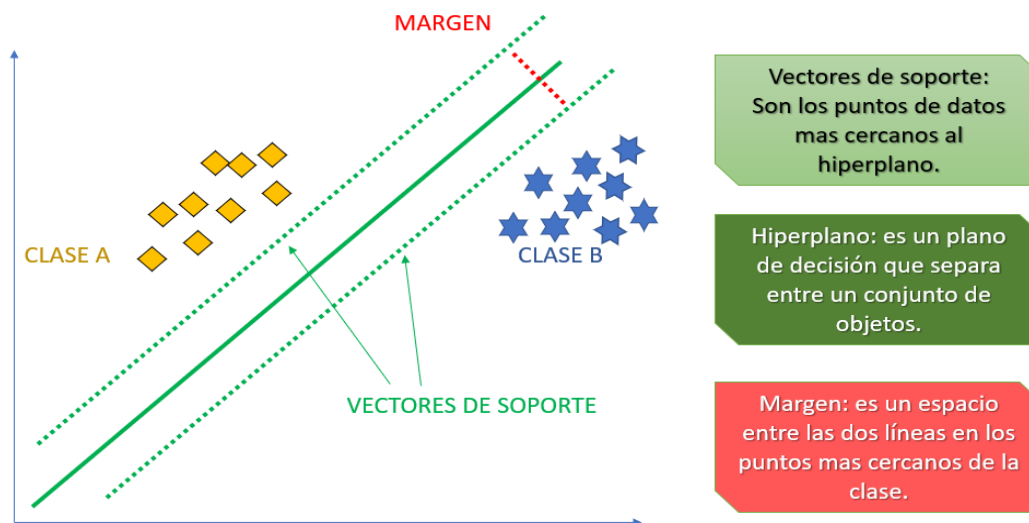 MARGEN
CLASE A
CLASE B
VECTORES DE SOPORTE
Vectores de soporte:
Son los puntos de datos
mas cercanos al
hiperplano.
Hiperplano: es un plano
de decisión que separa
entre un conjunto de
objetos.
Margen: es un espacio
entre las dos líneas en los
puntos mas cercanos de la
clase.